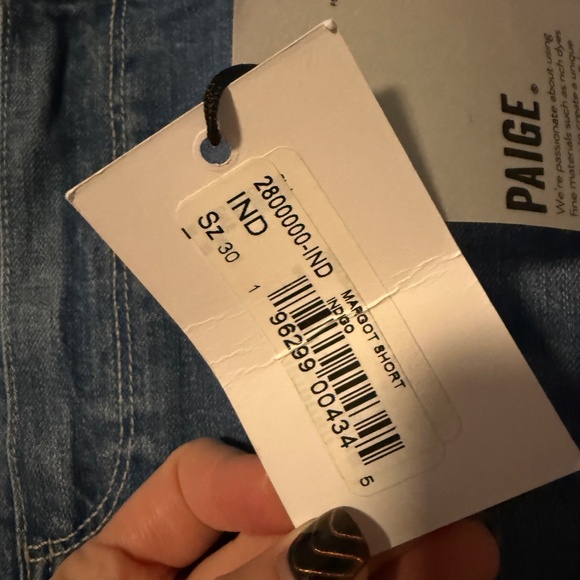 PAIGE®
We're passionate about using
fine materials such as rich dyes
2800000-IND
IND
Sz 30
MARGOT SHORT
INDIGO
1 96299 00434 5